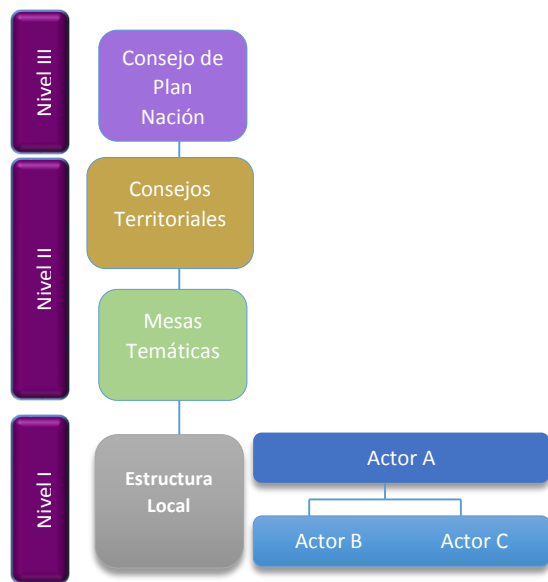 Nivel III
Consejo de
Plan
Nación
Nivel II
Consejos
Territoriales
Mesas
Temáticas
Nivel I
Estructura
Local
Actor A
Actor B
Actor C